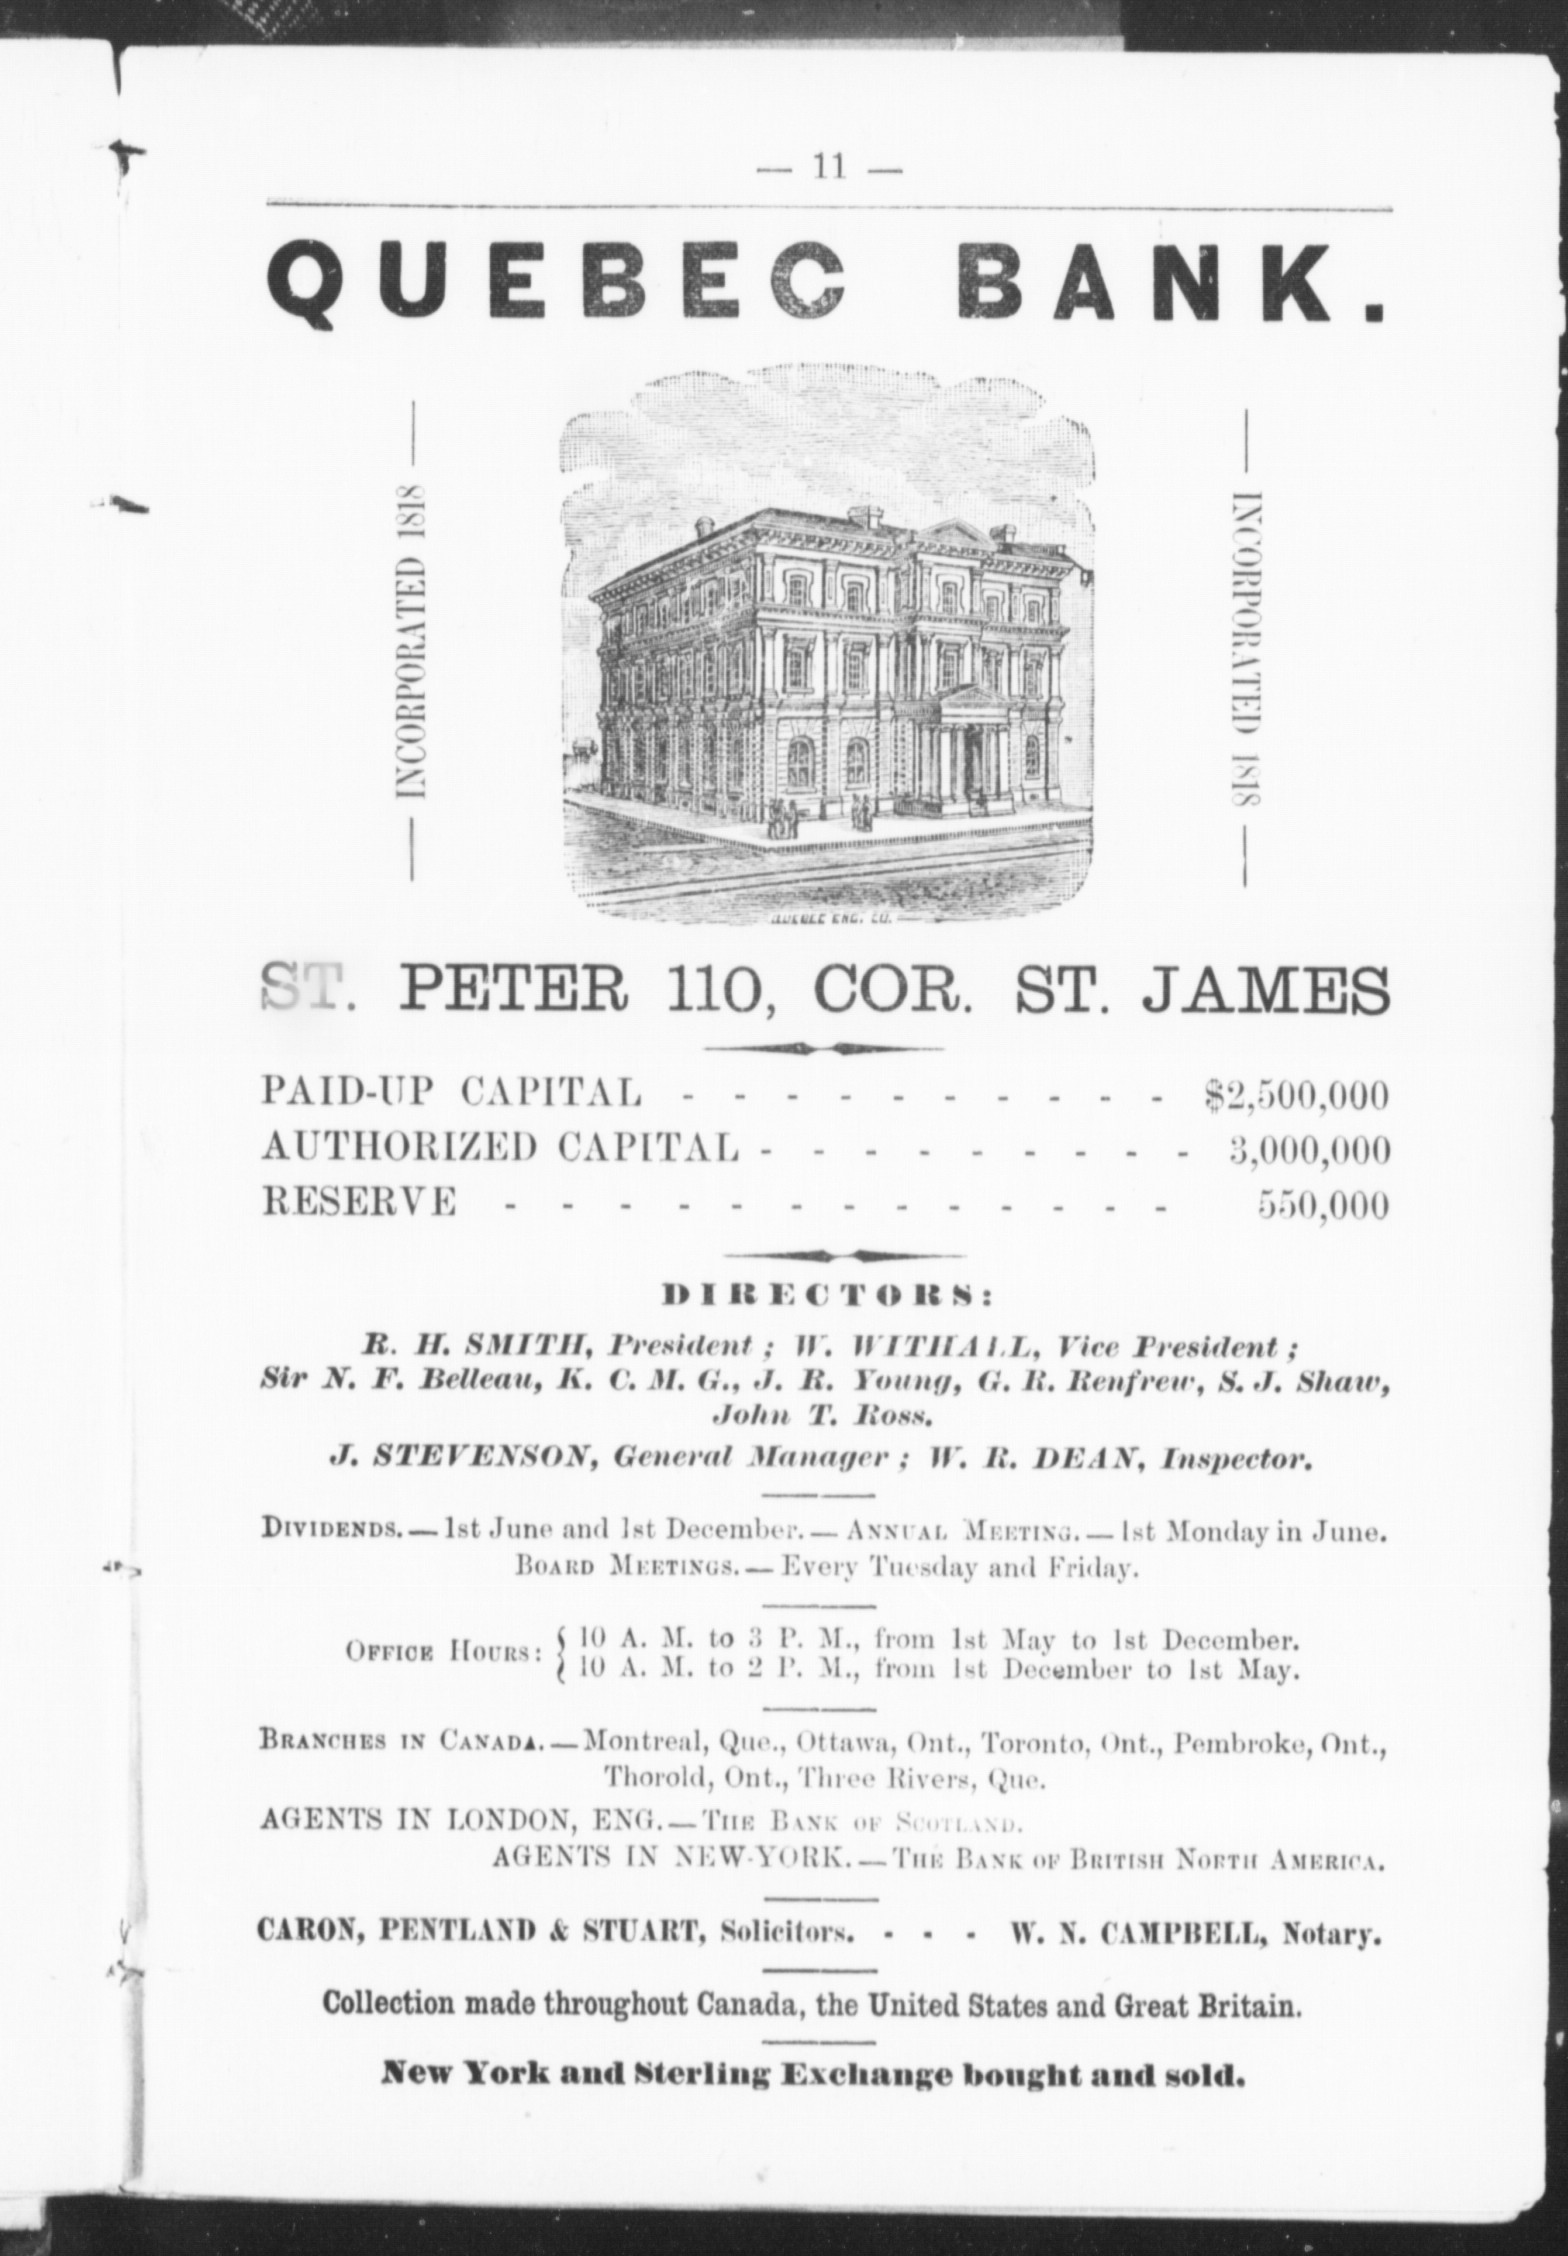 — 11 —
QUEBEC BANK.
— INCORPORATED 1818 —
— INCORPORATED 1818 —
QUEBEC ENG. CO.
ST. PETER 110, COR. ST. JAMES
PAID-UP CAPITAL - - - - - - - - - - $2,500,000
AUTHORIZED CAPITAL - - - - - - - - - 3,000,000
RESERVE - - - - - - - - - - - - 550,000
DIRECTORS:
R. H. SMITH, President ; W. WITHALL, Vice President ;
Sir N. F. Belleau, K. C. M. G., J. R. Young, G. R. Renfrew, S. J. Shaw,
John T. Ross.
J. STEVENSON, General Manager ; W. R. DEAN, Inspector.
DIVIDENDS. — 1st June and 1st December. — ANNUAL MEETING. — 1st Monday in June.
BOARD MEETINGS. — Every Tuesday and Friday.
OFFICE HOURS: { 10 A. M. to 3 P. M., from 1st May to 1st December.
{ 10 A. M. to 2 P. M., from 1st December to 1st May.
BRANCHES IN CANADA. — Montreal, Que., Ottawa, Ont., Toronto, Ont., Pembroke, Ont.,
Thorold, Ont., Three Rivers, Que.
AGENTS IN LONDON, ENG. — THE BANK OF SCOTLAND.
AGENTS IN NEW-YORK. — THE BANK OF BRITISH NORTH AMERICA.
CARON, PENTLAND & STUART, Solicitors. - - - W. N. CAMPBELL, Notary.
Collection made throughout Canada, the United States and Great Britain.
New York and Sterling Exchange bought and sold.